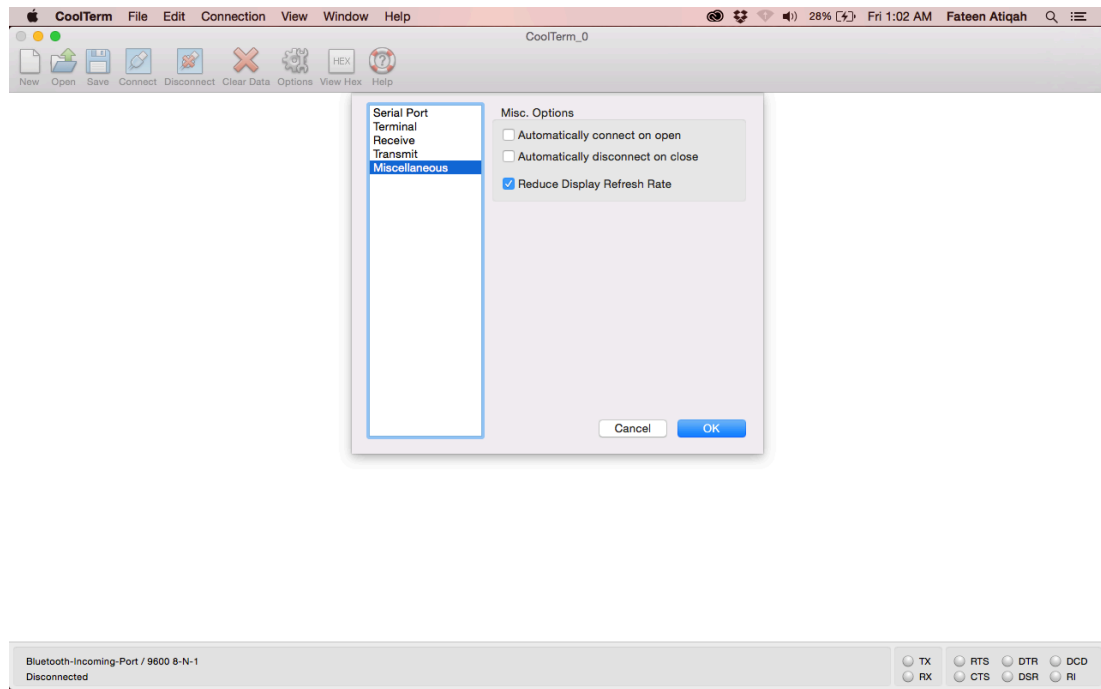 CoolTerm File Edit Connection View Window Help 28% Fri 1:02 AM Fateen Atiqah
CoolTerm_0
HEX
New Open Save Connect Disconnect Clear Data Options View Hex Help
Serial Port
Terminal
Receive
Transmit
Miscellaneous
Misc. Options
Automatically connect on open
Automatically disconnect on close
Reduce Display Refresh Rate
Cancel OK
Bluetooth-Incoming-Port / 9600 8-N-1
Disconnected
TX RTS DTR DCD
RX CTS DSR RI